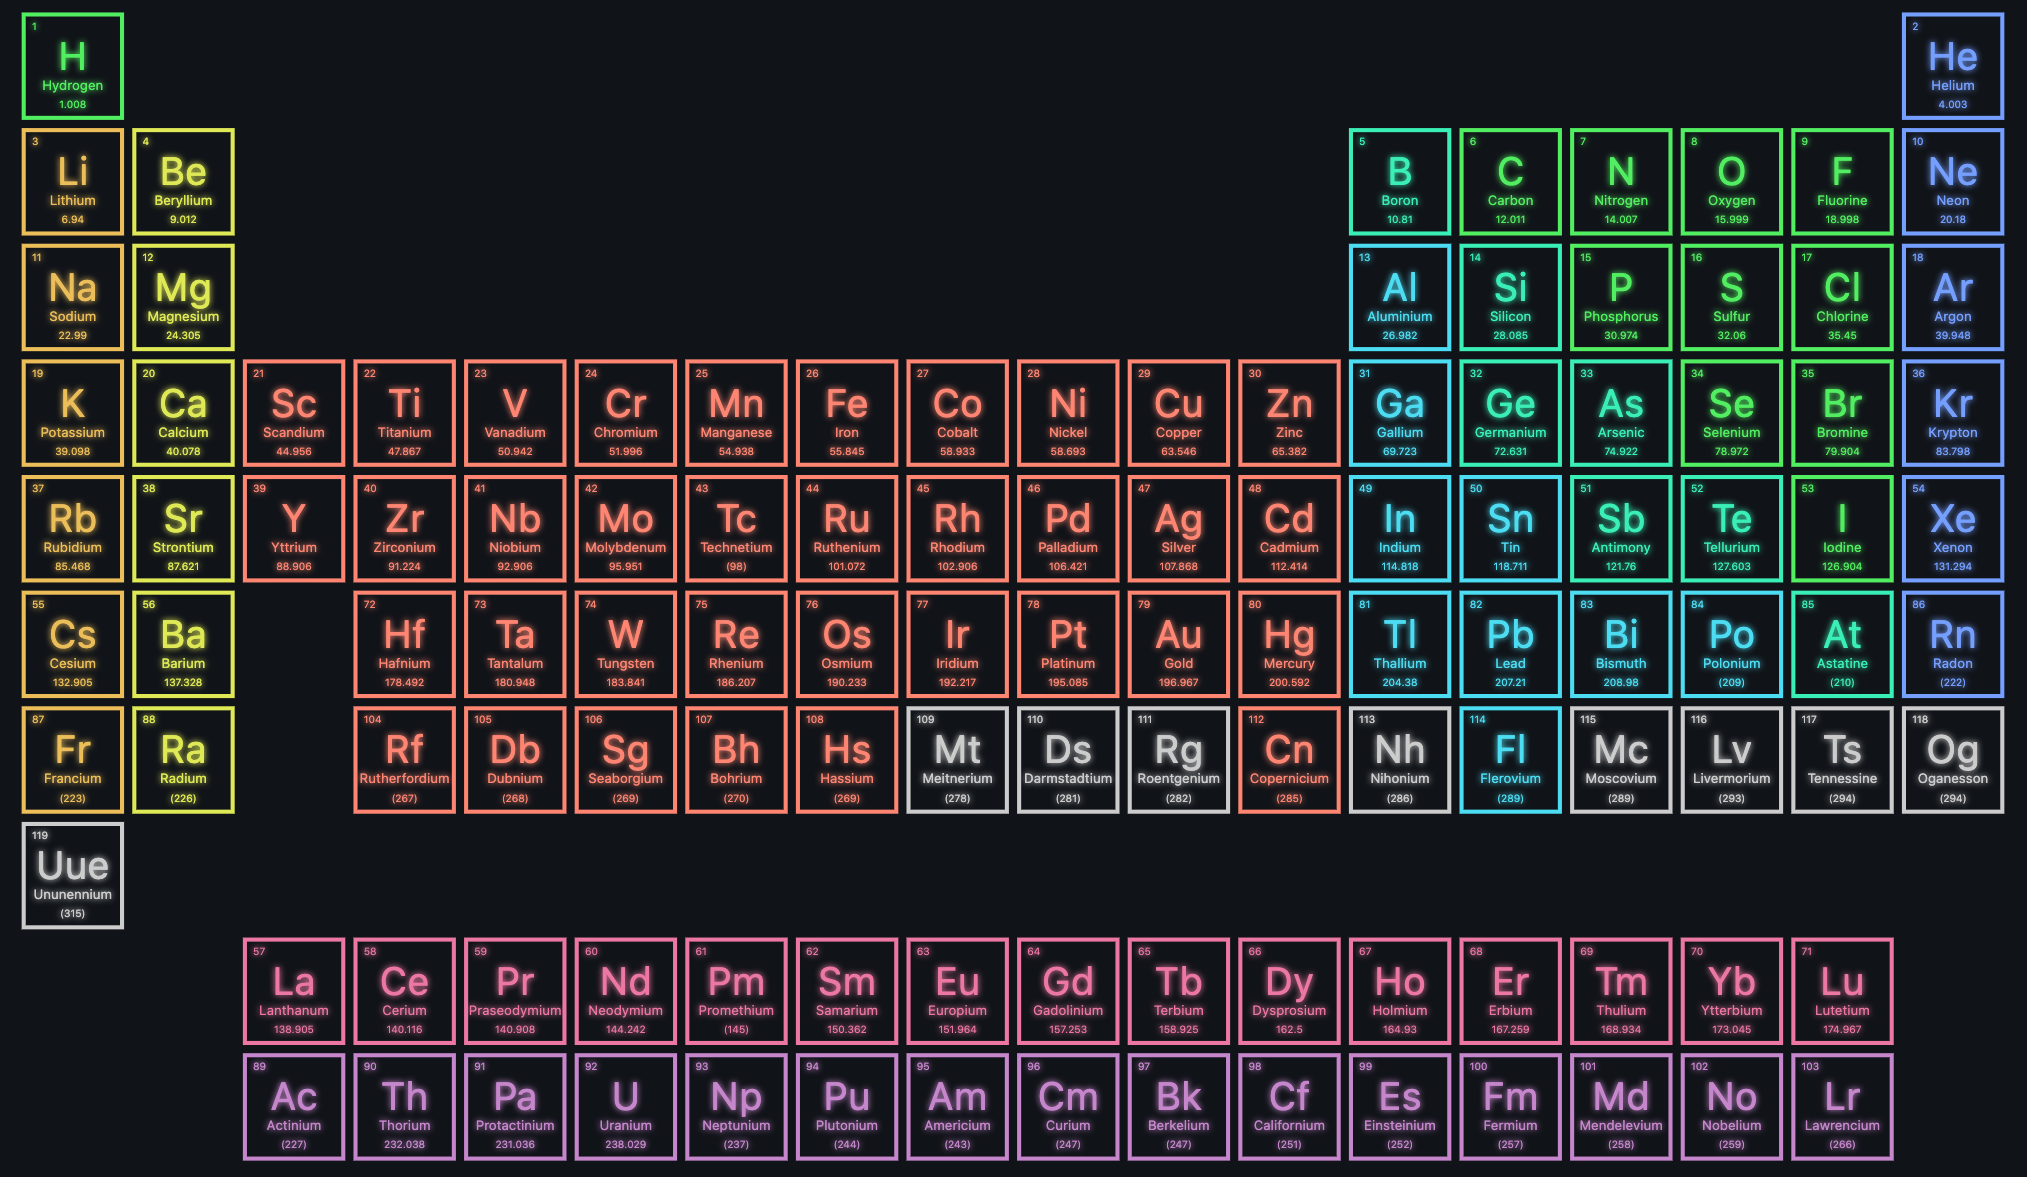 1
H
Hydrogen
1.008
2
He
Helium
4.003
3
Li
Lithium
6.94
4
Be
Beryllium
9.012
5
B
Boron
10.81
6
C
Carbon
12.011
7
N
Nitrogen
14.007
8
O
Oxygen
15.999
9
F
Fluorine
18.998
10
Ne
Neon
20.18
11
Na
Sodium
22.99
12
Mg
Magnesium
24.305
13
Al
Aluminium
26.982
14
Si
Silicon
28.085
15
P
Phosphorus
30.974
16
S
Sulfur
32.06
17
Cl
Chlorine
35.45
18
Ar
Argon
39.948
19
K
Potassium
39.098
20
Ca
Calcium
40.078
21
Sc
Scandium
44.956
22
Ti
Titanium
47.867
23
V
Vanadium
50.942
24
Cr
Chromium
51.996
25
Mn
Manganese
54.938
26
Fe
Iron
55.845
27
Co
Cobalt
58.933
28
Ni
Nickel
58.693
29
Cu
Copper
63.546
30
Zn
Zinc
65.382
31
Ga
Gallium
69.723
32
Ge
Germanium
72.631
33
As
Arsenic
74.922
34
Se
Selenium
78.972
35
Br
Bromine
79.904
36
Kr
Krypton
83.798
37
Rb
Rubidium
85.468
38
Sr
Strontium
87.621
39
Y
Yttrium
88.906
40
Zr
Zirconium
91.224
41
Nb
Niobium
92.906
42
Mo
Molybdenum
95.951
43
Tc
Technetium
(98)
44
Ru
Ruthenium
101.072
45
Rh
Rhodium
102.906
46
Pd
Palladium
106.421
47
Ag
Silver
107.868
48
Cd
Cadmium
112.414
49
In
Indium
114.818
50
Sn
Tin
118.711
51
Sb
Antimony
121.76
52
Te
Tellurium
127.603
53
I
Iodine
126.904
54
Xe
Xenon
131.294
55
Cs
Cesium
132.905
56
Ba
Barium
137.328
72
Hf
Hafnium
178.492
73
Ta
Tantalum
180.948
74
W
Tungsten
183.841
75
Re
Rhenium
186.207
76
Os
Osmium
190.233
77
Ir
Iridium
192.217
78
Pt
Platinum
195.085
79
Au
Gold
196.967
80
Hg
Mercury
200.592
81
Tl
Thallium
204.38
82
Pb
Lead
207.21
83
Bi
Bismuth
208.98
84
Po
Polonium
(209)
85
At
Astatine
(210)
86
Rn
Radon
(222)
87
Fr
Francium
(223)
88
Ra
Radium
(226)
104
Rf
Rutherfordium
(267)
105
Db
Dubnium
(268)
106
Sg
Seaborgium
(269)
107
Bh
Bohrium
(270)
108
Hs
Hassium
(269)
109
Mt
Meitnerium
(278)
110
Ds
Darmstadtium
(281)
111
Rg
Roentgenium
(282)
112
Cn
Copernicium
(285)
113
Nh
Nihonium
(286)
114
Fl
Flerovium
(289)
115
Mc
Moscovium
(289)
116
Lv
Livermorium
(293)
117
Ts
Tennessine
(294)
118
Og
Oganesson
(294)
119
Uue
Ununennium
(315)
57
La
Lanthanum
138.905
58
Ce
Cerium
140.116
59
Pr
Praseodymium
140.908
60
Nd
Neodymium
144.242
61
Pm
Promethium
(145)
62
Sm
Samarium
150.362
63
Eu
Europium
151.964
64
Gd
Gadolinium
157.253
65
Tb
Terbium
158.925
66
Dy
Dysprosium
162.5
67
Ho
Holmium
164.93
68
Er
Erbium
167.259
69
Tm
Thulium
168.934
70
Yb
Ytterbium
173.045
71
Lu
Lutetium
174.967
89
Ac
Actinium
(227)
90
Th
Thorium
232.038
91
Pa
Protactinium
231.036
92
U
Uranium
238.029
93
Np
Neptunium
(237)
94
Pu
Plutonium
(244)
95
Am
Americium
(243)
96
Cm
Curium
(247)
97
Bk
Berkelium
(247)
98
Cf
Californium
(251)
99
Es
Einsteinium
(252)
100
Fm
Fermium
(257)
101
Md
Mendelevium
(258)
102
No
Nobelium
(259)
103
Lr
Lawrencium
(266)